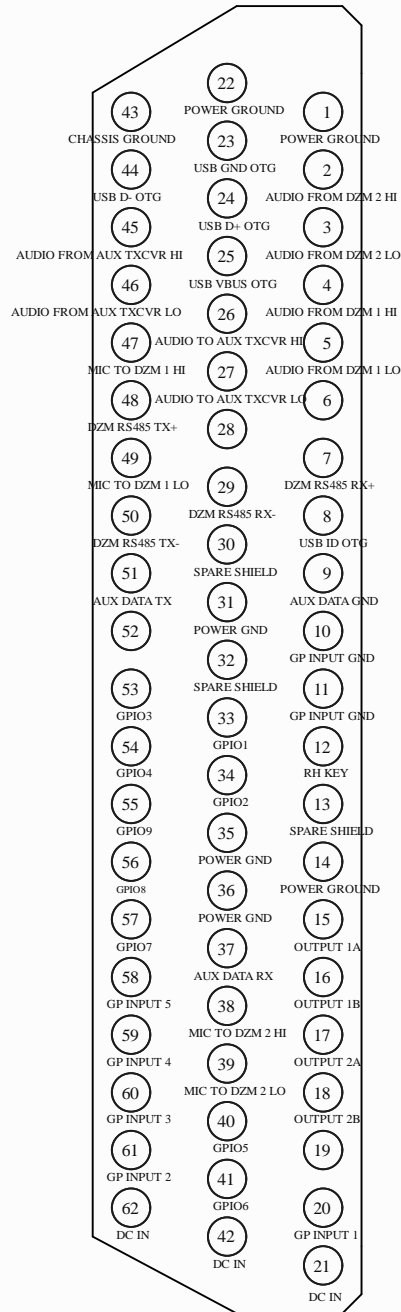 22
POWER GROUND
43
CHASSIS GROUND
1
POWER GROUND
23
USB GND OTG
44
USB D- OTG
2
AUDIO FROM DZM 2 HI
24
USB D+ OTG
45
AUDIO FROM AUX TXCVR HI
3
AUDIO FROM DZM 2 LO
25
USB VBUS OTG
46
AUDIO FROM AUX TXCVR LO
4
AUDIO FROM DZM 1 HI
26
AUDIO TO AUX TXCVR HI
47
MIC TO DZM 1 HI
5
AUDIO FROM DZM 1 LO
27
AUDIO TO AUX TXCVR LO
48
DZM RS485 TX+
6
28
49
MIC TO DZM 1 LO
7
DZM RS485 RX+
29
DZM RS485 RX-
50
DZM RS485 TX-
8
USB ID OTG
30
SPARE SHIELD
51
AUX DATA TX
9
AUX DATA GND
31
POWER GND
52
10
GP INPUT GND
32
SPARE SHIELD
53
GPIO3
11
GP INPUT GND
33
GPIO1
54
GPIO4
12
RH KEY
34
GPIO2
55
GPIO9
13
SPARE SHIELD
35
POWER GND
56
GPIO8
14
POWER GROUND
36
POWER GND
57
GPIO7
15
OUTPUT 1A
37
AUX DATA RX
58
GP INPUT 5
16
OUTPUT 1B
38
MIC TO DZM 2 HI
59
GP INPUT 4
17
OUTPUT 2A
39
MIC TO DZM 2 LO
60
GP INPUT 3
18
OUTPUT 2B
40
GPIO5
61
GP INPUT 2
19
41
GPIO6
62
DC IN
20
GP INPUT 1
42
DC IN
21
DC IN